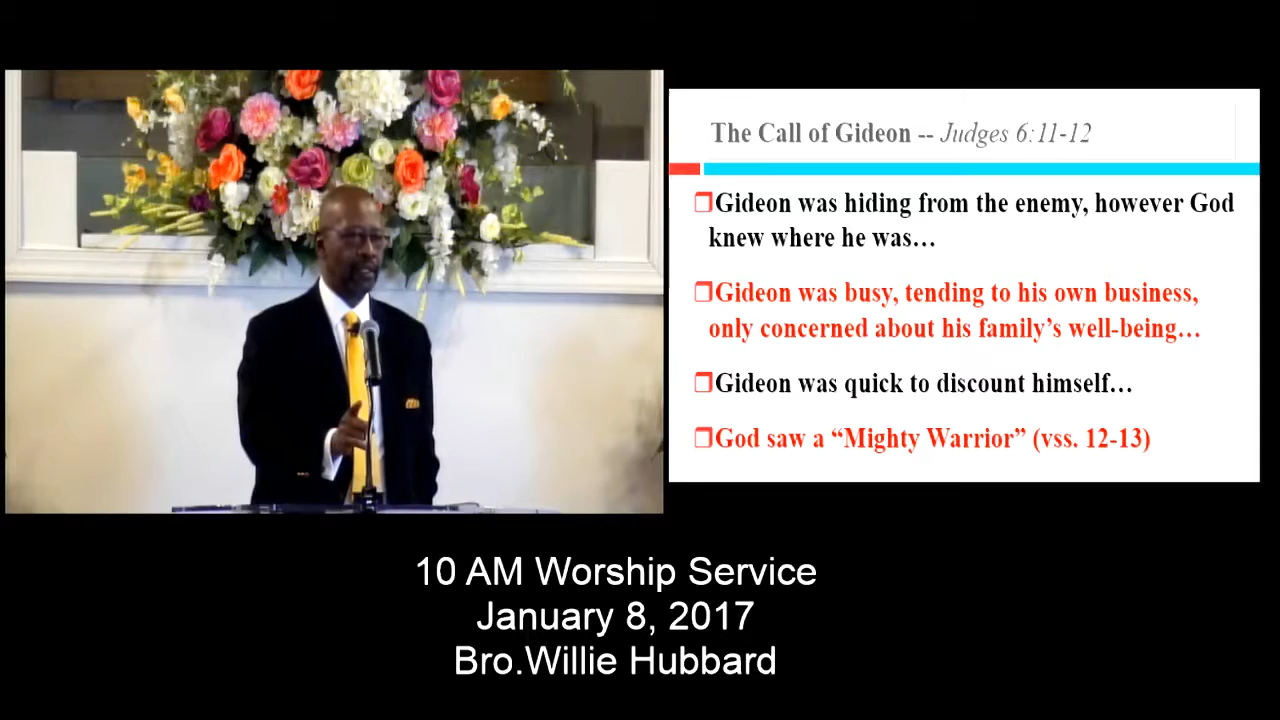 The Call of Gideon -- Judges 6:11-12
❒Gideon was hiding from the enemy, however God
knew where he was…
❒Gideon was busy, tending to his own business,
only concerned about his family’s well-being…
❒Gideon was quick to discount himself…
❒God saw a “Mighty Warrior” (vss. 12-13)
10 AM Worship Service
January 8, 2017
Bro.Willie Hubbard